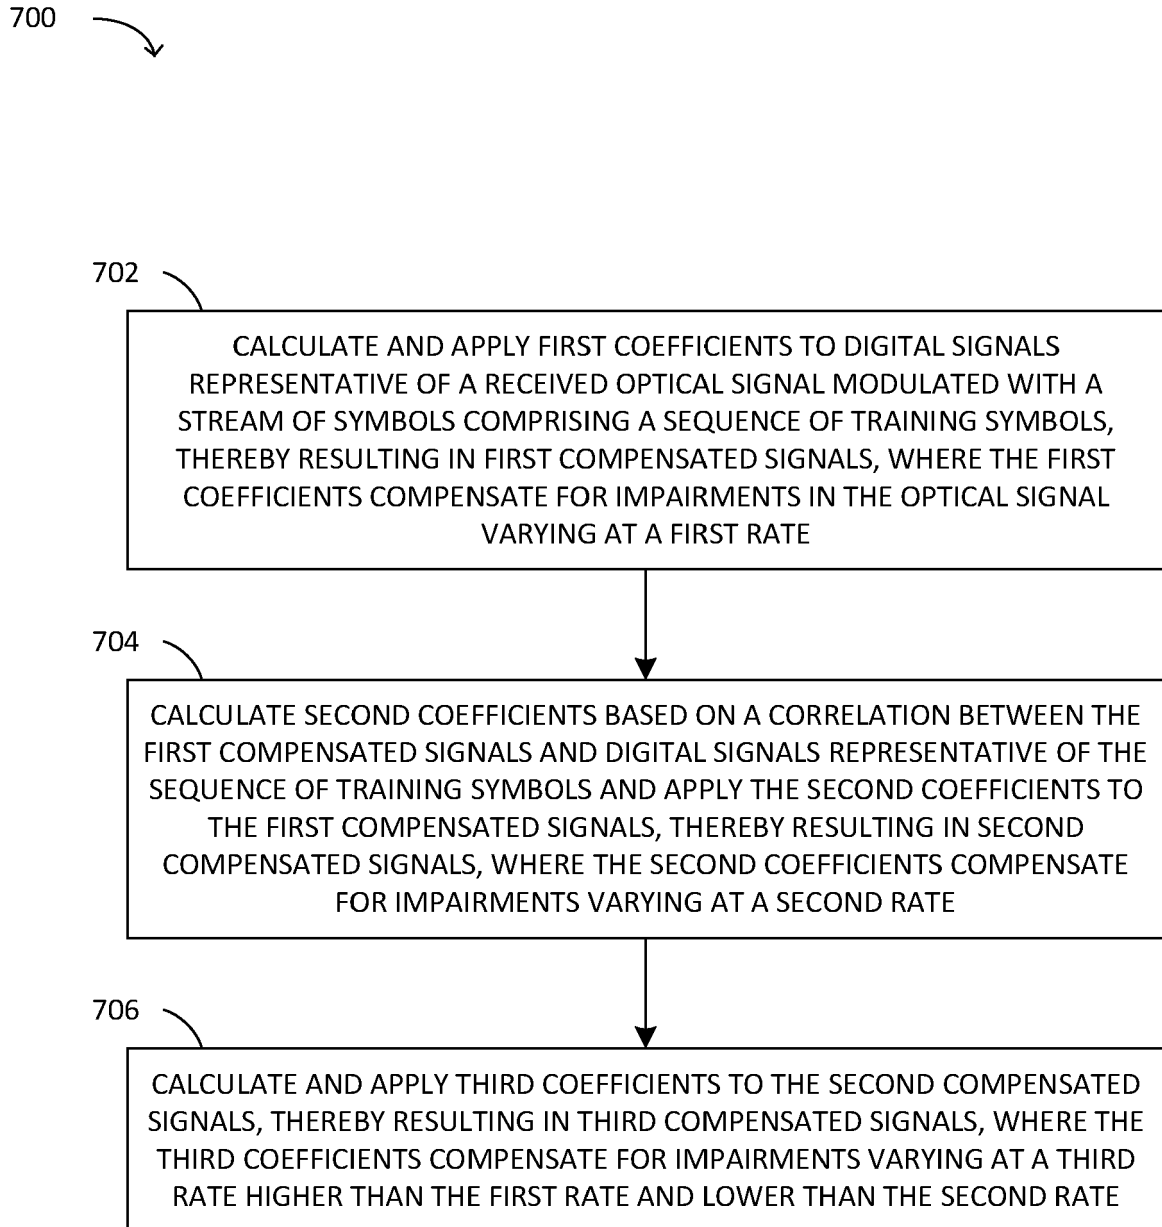 700
702
CALCULATE AND APPLY FIRST COEFFICIENTS TO DIGITAL SIGNALS
REPRESENTATIVE OF A RECEIVED OPTICAL SIGNAL MODULATED WITH A
STREAM OF SYMBOLS COMPRISING A SEQUENCE OF TRAINING SYMBOLS,
THEREBY RESULTING IN FIRST COMPENSATED SIGNALS, WHERE THE FIRST
COEFFICIENTS COMPENSATE FOR IMPAIRMENTS IN THE OPTICAL SIGNAL
VARYING AT A FIRST RATE
704
CALCULATE SECOND COEFFICIENTS BASED ON A CORRELATION BETWEEN THE
FIRST COMPENSATED SIGNALS AND DIGITAL SIGNALS REPRESENTATIVE OF THE
SEQUENCE OF TRAINING SYMBOLS AND APPLY THE SECOND COEFFICIENTS TO
THE FIRST COMPENSATED SIGNALS, THEREBY RESULTING IN SECOND
COMPENSATED SIGNALS, WHERE THE SECOND COEFFICIENTS COMPENSATE
FOR IMPAIRMENTS VARYING AT A SECOND RATE
706
CALCULATE AND APPLY THIRD COEFFICIENTS TO THE SECOND COMPENSATED
SIGNALS, THEREBY RESULTING IN THIRD COMPENSATED SIGNALS, WHERE THE
THIRD COEFFICIENTS COMPENSATE FOR IMPAIRMENTS VARYING AT A THIRD
RATE HIGHER THAN THE FIRST RATE AND LOWER THAN THE SECOND RATE